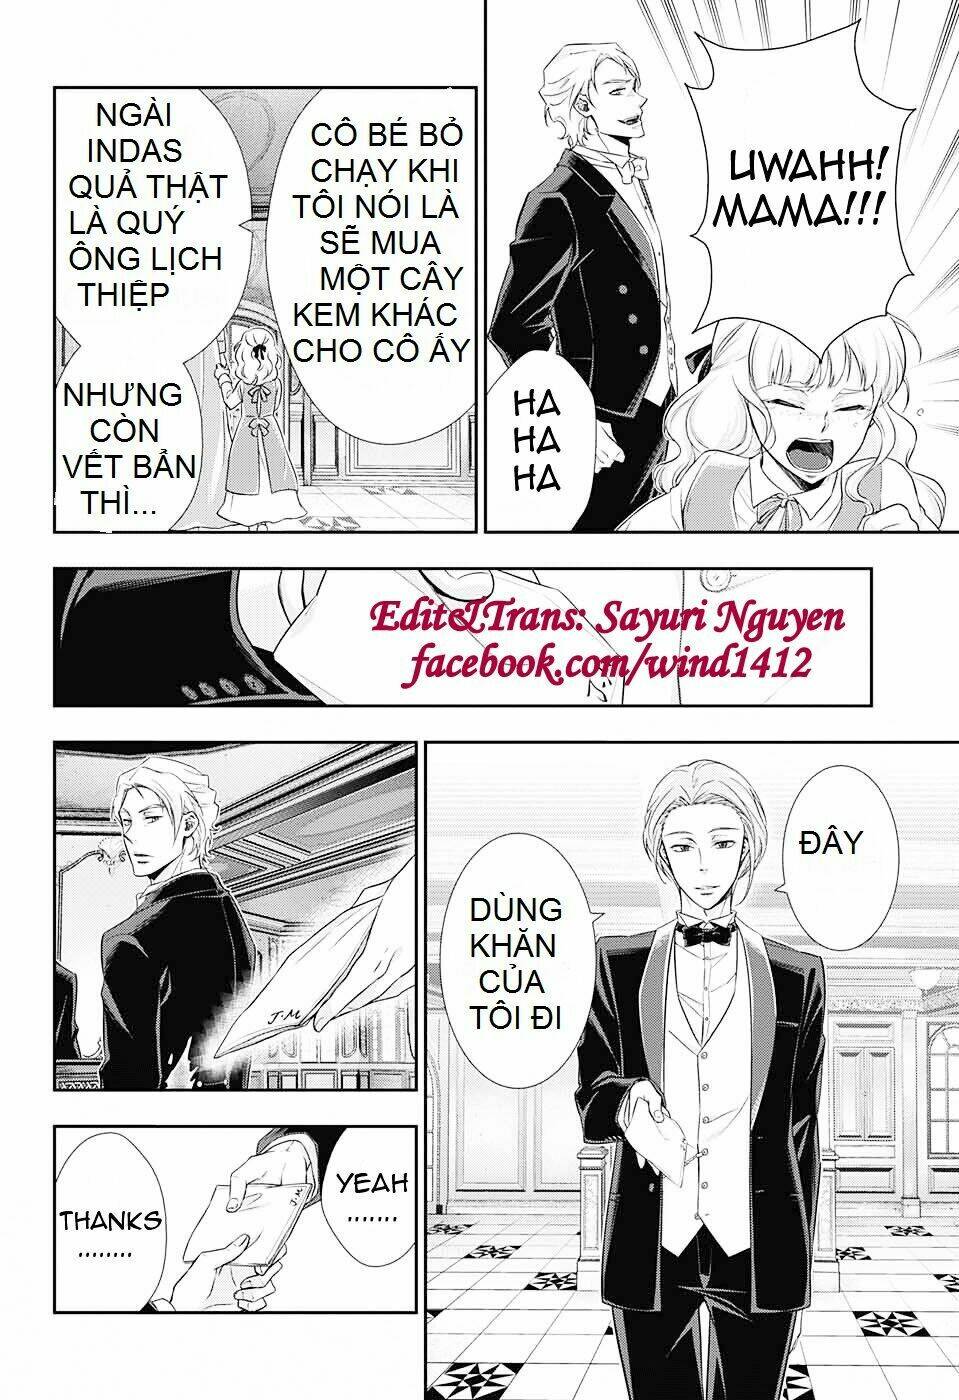 UWAHH!
MAMA!!!
HA
HA
HA
CÔ BÉ BỎ
CHẠY KHI
TÔI NÓI LÀ
SẼ MUA
MỘT CÂY
KEM KHÁC
CHO CÔ ẤY
NGÀI
INDAS
QUẢ THẬT
LÀ QUÝ
ÔNG LỊCH
THIỆP
NHƯNG
CÒN
VẾT BẢN
THÌ...
Edit&Trans: Sayuri Nguyen
facebook.com/wind1412
ĐÂY
DÙNG
KHĂN
CỦA
TÔI ĐI
J.M
YEAH
.......
THANKS
........